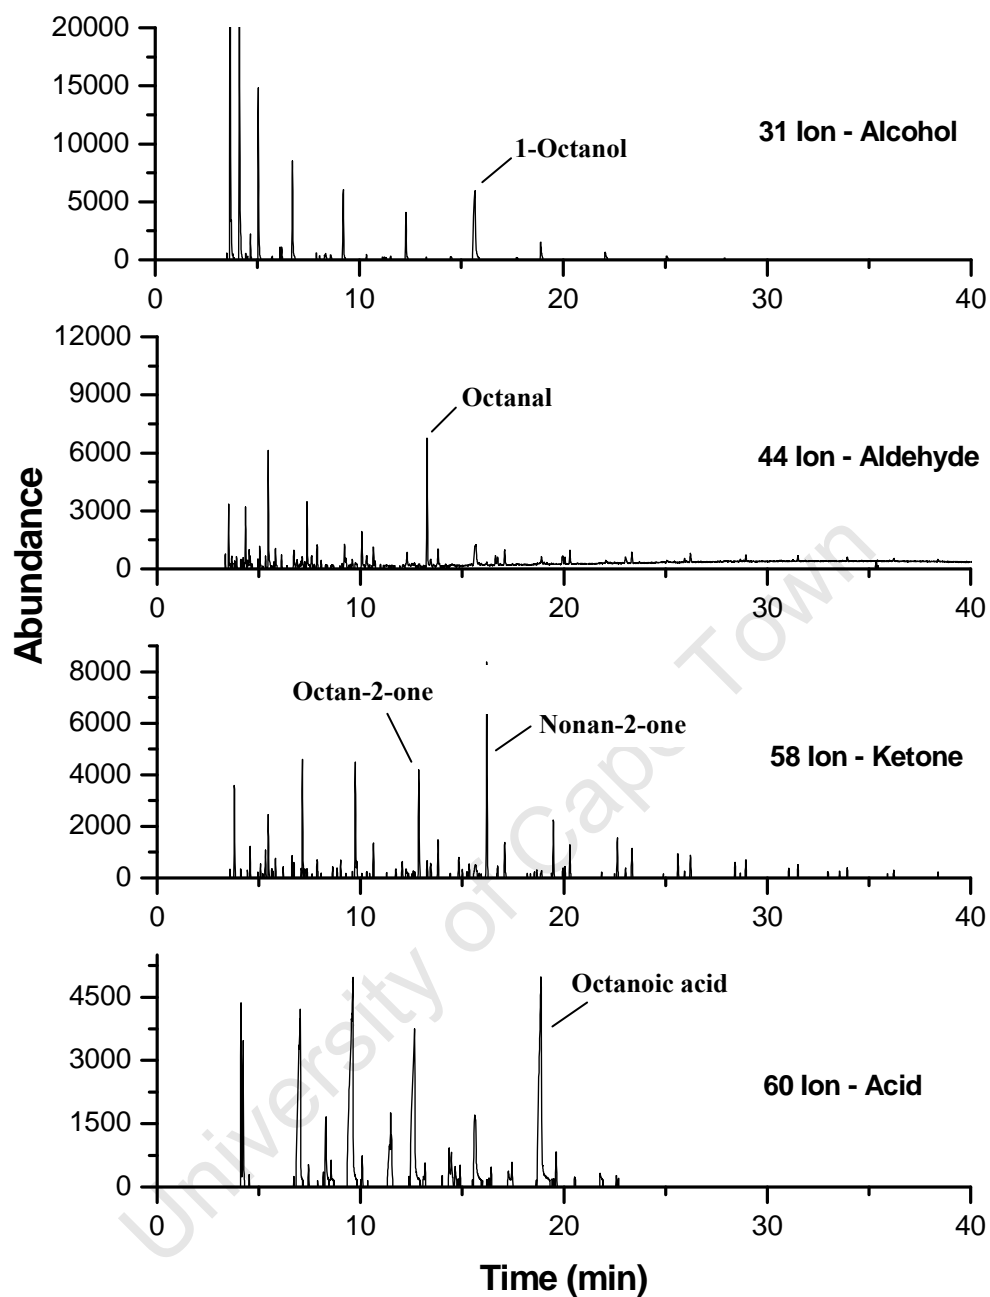 20000
15000
10000
5000
0
1-Octanol
31 Ion - Alcohol
0 10 20 30 40
12000
9000
6000
3000
0
Octanal
44 Ion - Aldehyde
0 10 20 30 40
Abundance
8000
6000
4000
2000
0
Octan-2-one
Nonan-2-one
58 Ion - Ketone
0 10 20 30 40
4500
3000
1500
0
Octanoic acid
60 Ion - Acid
0 10 20 30 40
Time (min)
University of Cape Town